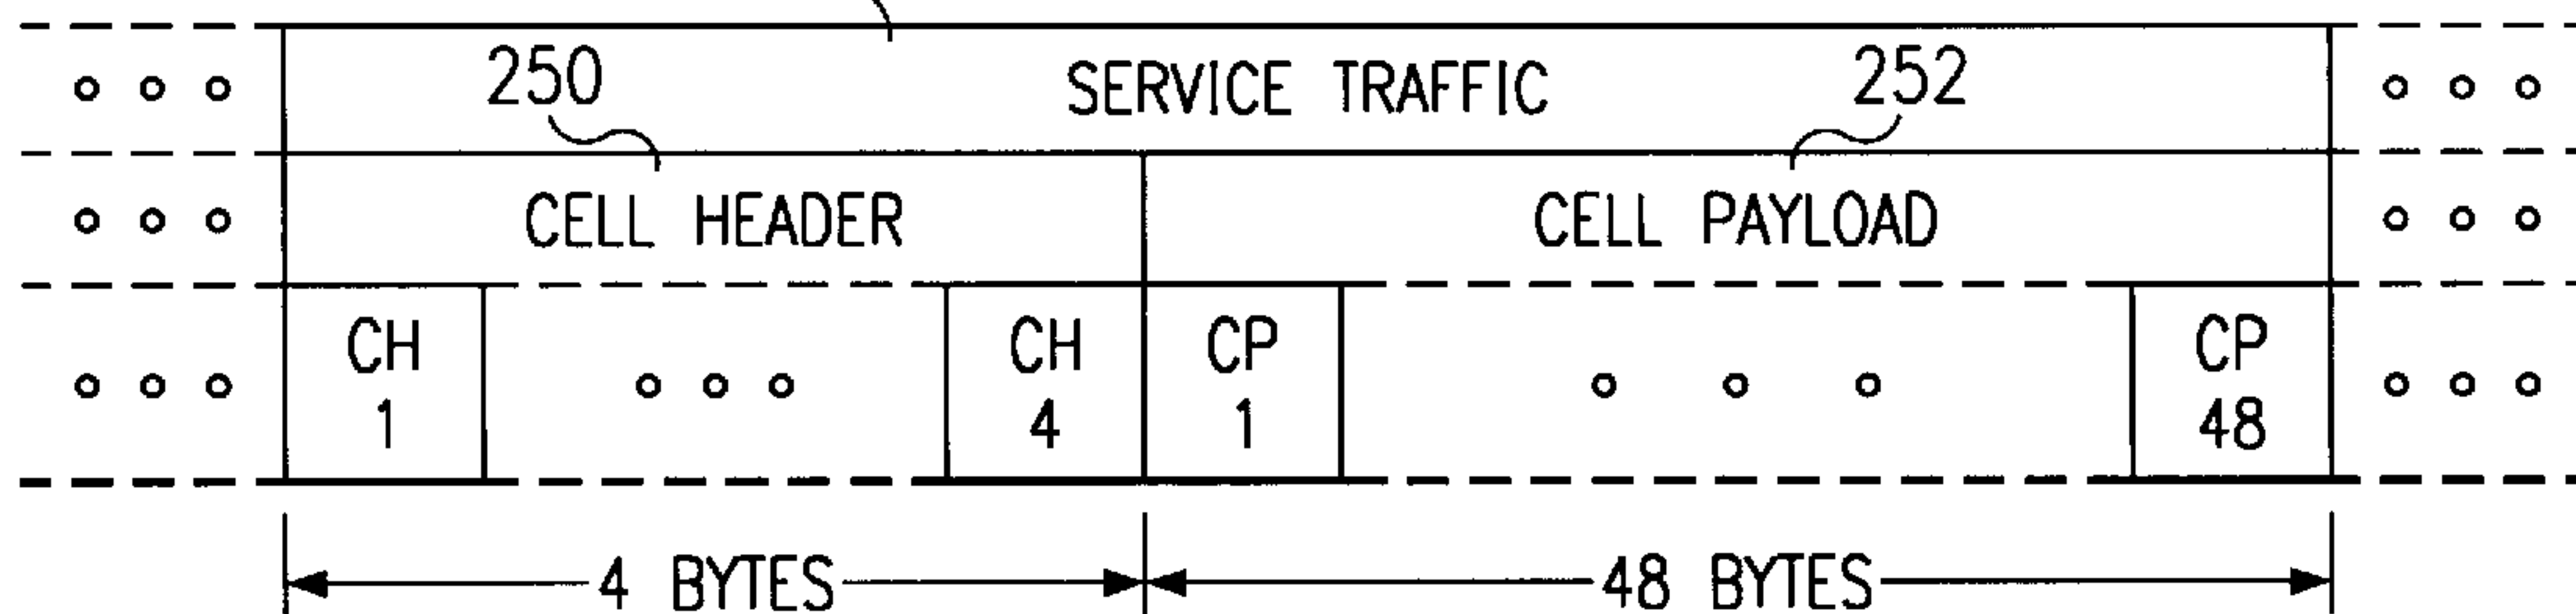 250
SERVICE TRAFFIC
252
CELL HEADER
CELL PAYLOAD
CH
1
CH
4
CP
1
CP
48
4 BYTES
48 BYTES